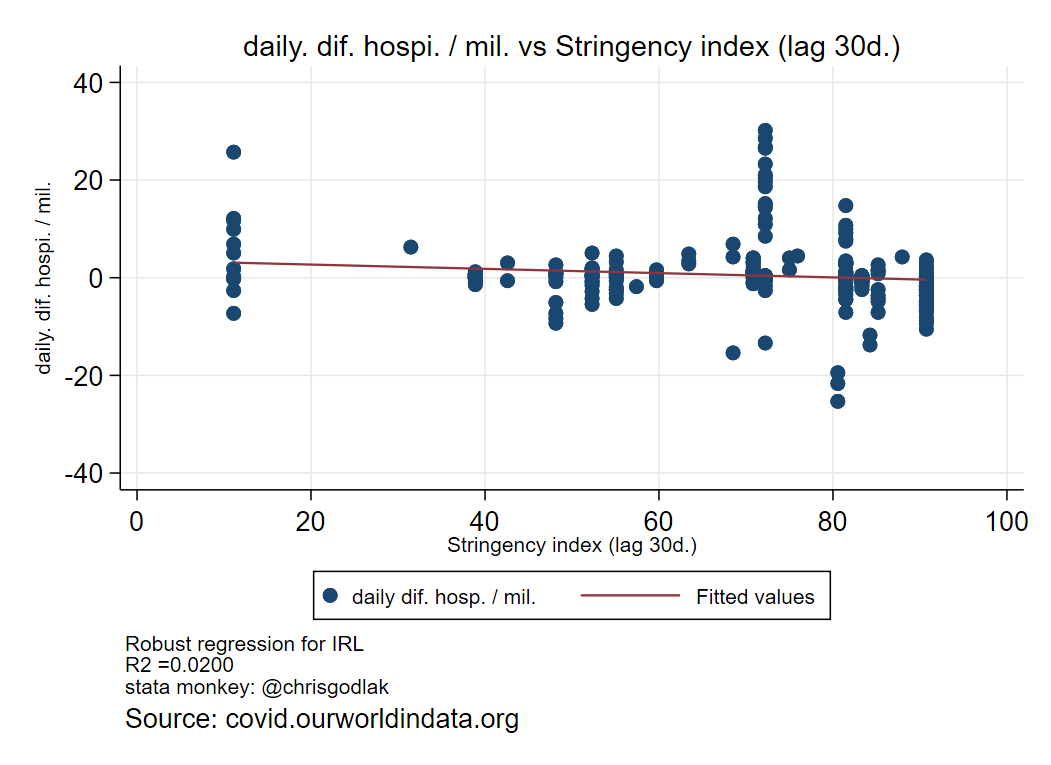 daily. dif. hospi. / mil. vs Stringency index (lag 30d.)
daily. dif. hospi. / mil.
40
20
0
-20
-40
0 20 40 60 80 100
Stringency index (lag 30d.)
daily dif. hosp. / mil. Fitted values
Robust regression for IRL
R2 =0.0200
stata monkey: @chrisgodlak
Source: covid.ourworldindata.org